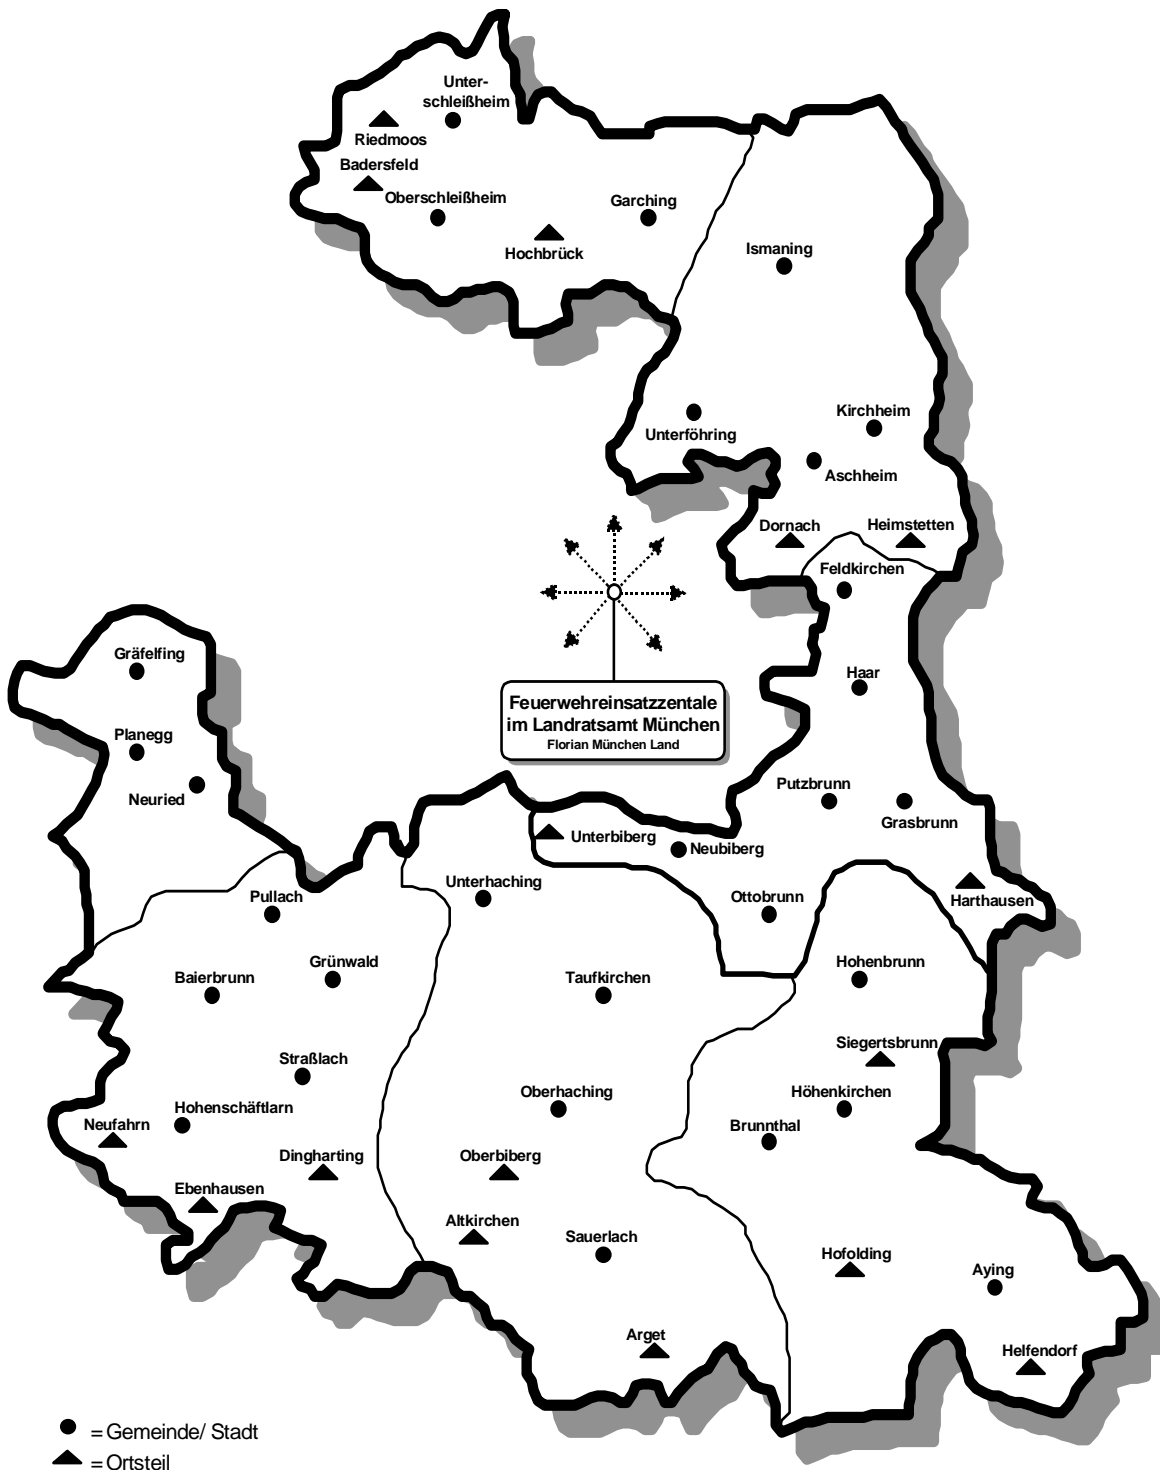 Unter-
schleißheim
Riedmoos
Badersfeld
Oberschleißheim
Garching
Hochbrück
Ismaning
Kirchheim
Unterföhring
Aschheim
Dornach
Heimstetten
Feldkirchen
Gräfelfing
Haar
Feuerwehreinsatzzentale
im Landratsamt München
Florian München Land
Planegg
Neuried
Putzbrunn
Grasbrunn
Unterbiberg
Neubiberg
Unterhaching
Pullach
Ottobrunn
Harthausen
Grünwald
Hohenbrunn
Baierbrunn
Taufkirchen
Siegertsbrunn
Straßlach
Oberhaching
Höhenkirchen
Hohenschäftlarn
Neufahrn
Brunnthal
Dingharting
Oberbiberg
Ebenhausen
Altkirchen
Sauerlach
Hofolding
Aying
Arget
Helfendorf
= Gemeinde/ Stadt
= Ortsteil